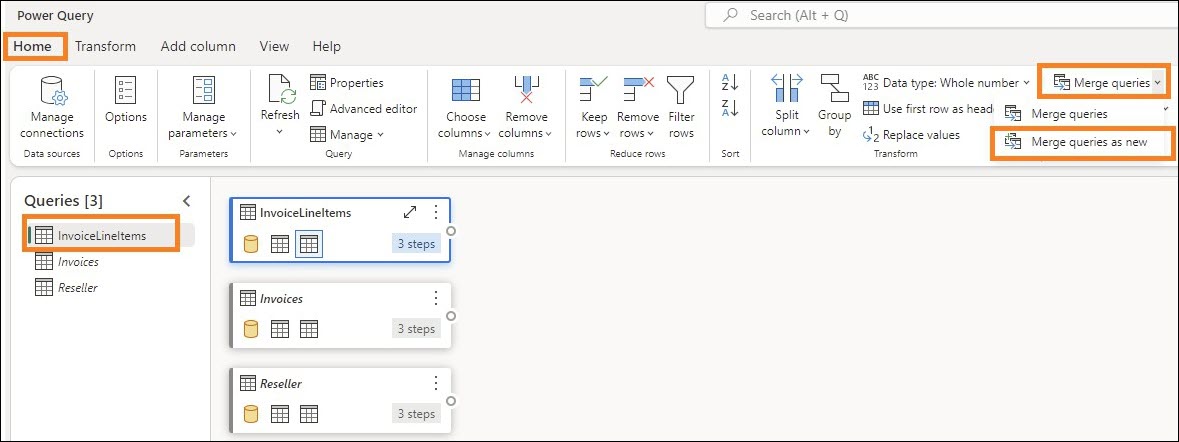 Power Query
Search (Alt + Q)
Home Transform Add column View Help
Manage connections
Data sources
Options
Options
Manage parameters
Parameters
Refresh
Properties
Advanced editor
Manage
Query
Choose columns
Remove columns
Manage columns
Keep rows
Remove rows
Filter rows
Reduce rows
A Z
Z A
Sort
Split column
Group by
ABC 123 Data type: Whole number
Use first row as head
1 2 Replace values
Transform
Merge queries
Merge queries
Merge queries as new
Queries [3]
InvoiceLineItems
Invoices
Reseller
InvoiceLineItems
3 steps
Invoices
3 steps
Reseller
3 steps